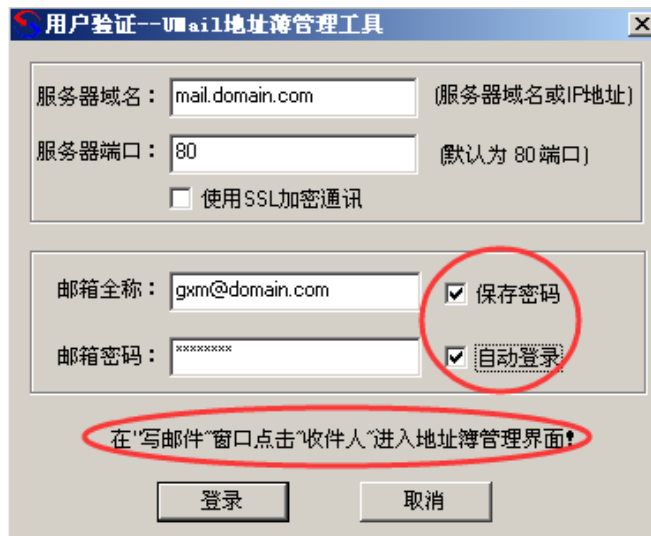 用户验证--UMail地址薄管理工具
服务器域名： mail.domain.com (服务器域名或IP地址)
服务器端口： 80 (默认为 80 端口)
使用SSL加密通讯
邮箱全称： gxm@domain.com 保存密码
邮箱密码： ******** 自动登录
在"写邮件"窗口点击"收件人"进入地址簿管理界面!
登录 取消